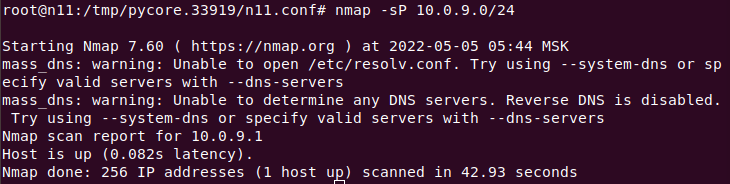 root@n11:/tmp/pycore.33919/n11.conf# nmap -sP 10.0.9.0/24
Starting Nmap 7.60 ( https://nmap.org ) at 2022-05-05 05:44 MSK
mass_dns: warning: Unable to open /etc/resolv.conf. Try using --system-dns or sp
ecify valid servers with --dns-servers
mass_dns: warning: Unable to determine any DNS servers. Reverse DNS is disabled.
 Try using --system-dns or specify valid servers with --dns-servers
Nmap scan report for 10.0.9.1
Host is up (0.082s latency).
Nmap done: 256 IP addresses (1 host up) scanned in 42.93 seconds